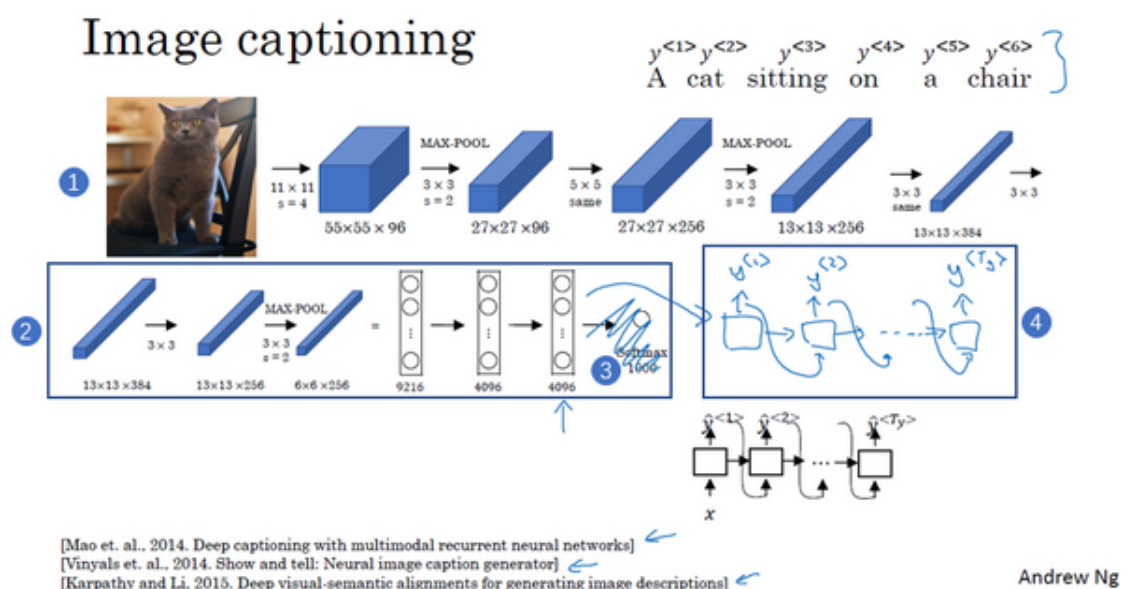 Image captioning
y<1> y<2> y<3> y<4> y<5> y<6>
A cat sitting on a chair
1
MAX-POOL
MAX-POOL
11 × 11
s = 4
3 × 3
s = 2
5 × 5
same
3 × 3
s = 2
3 × 3
same
3 × 3
55×55 × 96
27×27 ×96
27×27 ×256
13×13 ×256
13×13 ×384
2
MAX-POOL
3 × 3
3 × 3
s = 2
=
13×13 ×384
13×13 ×256
6×6 ×256
9216
4096
4096
3
Softmax
1000
y<1> y<2> y<Ty>
4
ŷ<1> ŷ<2> ŷ<Ty>
x
[Mao et. al., 2014. Deep captioning with multimodal recurrent neural networks]
[Vinyals et. al., 2014. Show and tell: Neural image caption generator]
[Karpathy and Li, 2015. Deep visual-semantic alignments for generating image descriptions]
Andrew Ng